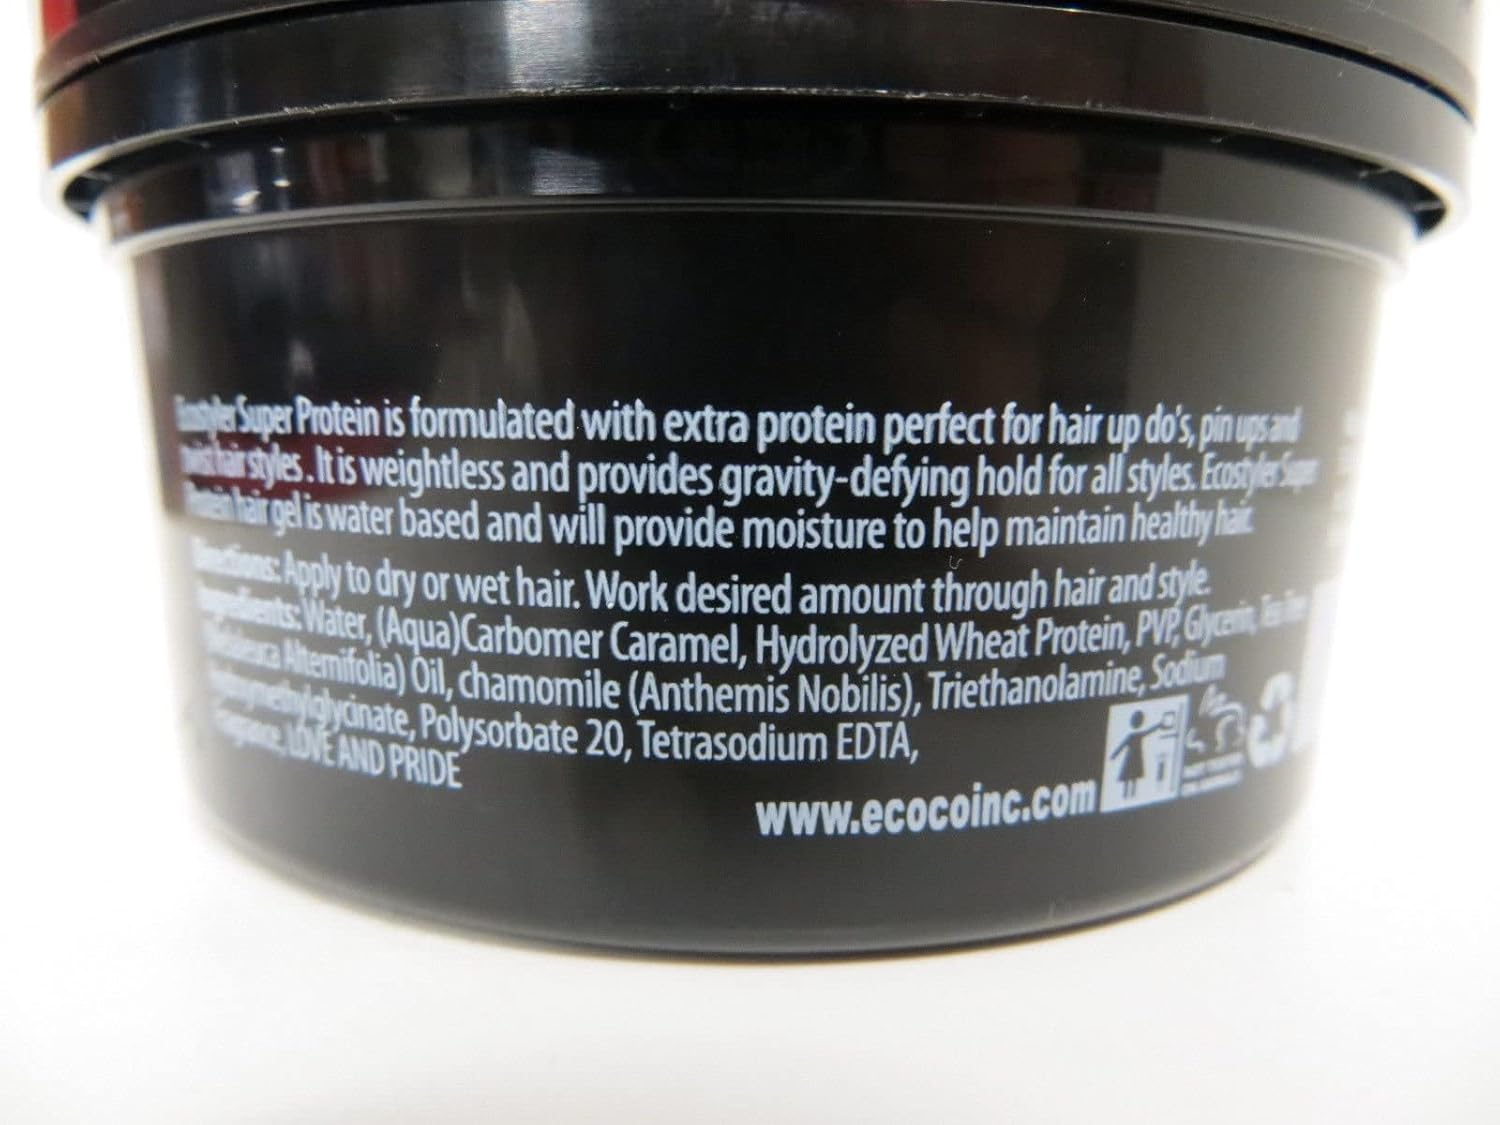 Ecostyler Super Protein is formulated with extra protein perfect for hair up do's, pin ups and
twist hair styles. It is weightless and provides gravity-defying hold for all styles. Ecostyler Super
Protein hair gel is water based and will provide moisture to help maintain healthy hair.
Directions: Apply to dry or wet hair. Work desired amount through hair and style.
Ingredients: Water, (Aqua)Carbomer Caramel, Hydrolyzed Wheat Protein, PVP, Glycerin, Tea Tree
Alternifolia) Oil, chamomile (Anthemis Nobilis), Triethanolamine, Sodium
Polysorbate 20, Tetrasodium EDTA,
Fragrance, LOVE AND PRIDE
www.ecocoinc.com